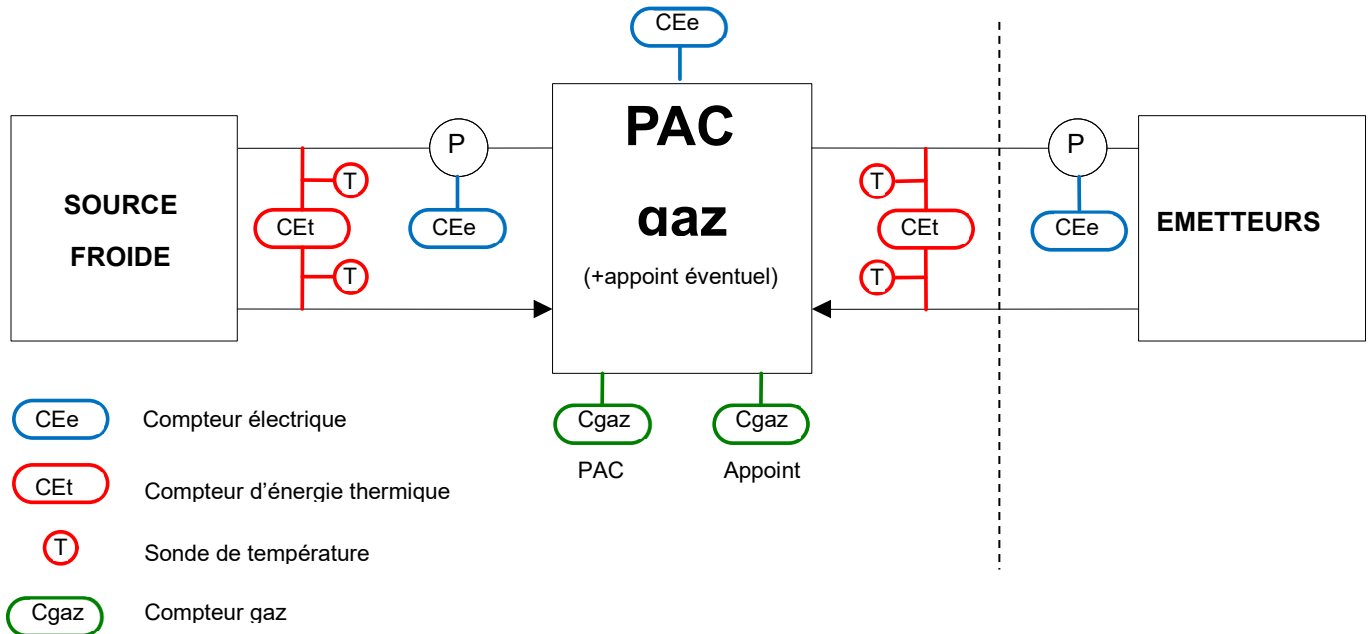 CEe
PAC
gaz
(+appoint éventuel)
SOURCE
FROIDE
T
CEt
T
P
CEe
T
CEt
T
P
CEe
EMETTEURS
Cgaz
PAC
Cgaz
Appoint
CEe Compteur électrique
CEt Compteur d’énergie thermique
T Sonde de température
Cgaz Compteur gaz